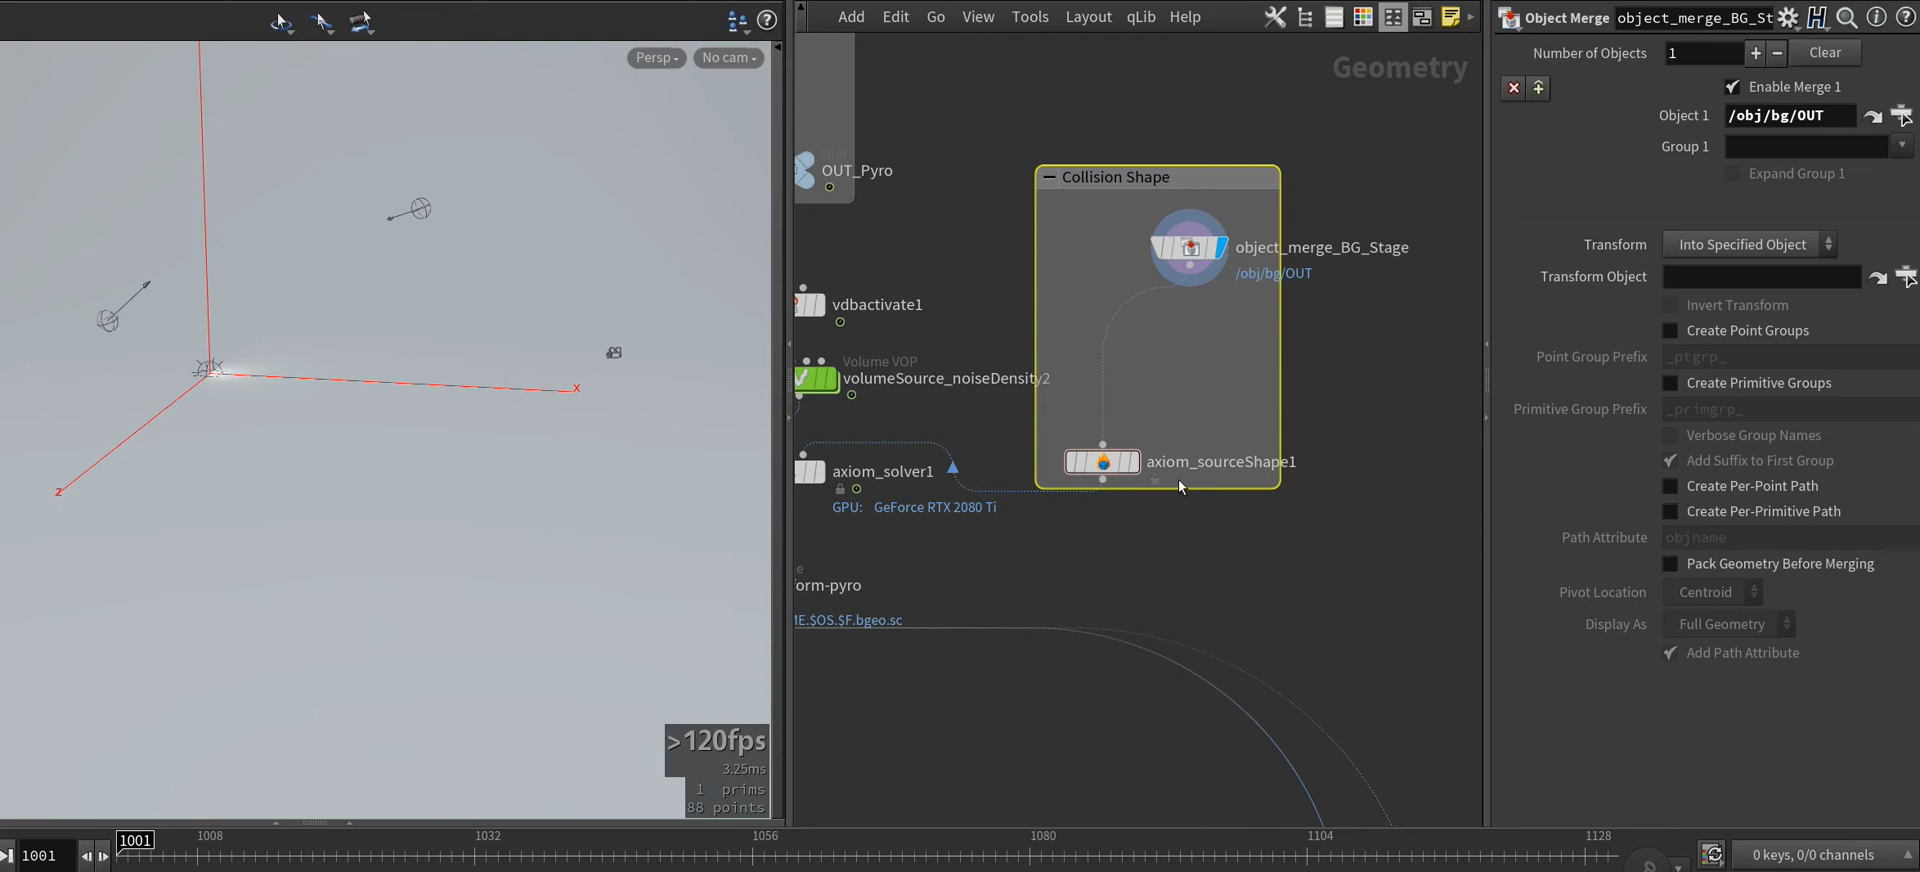 Persp
No cam
>120fps
3.25ms
1 prims
88 points
Add Edit Go View Tools Layout qLib Help
Geometry
Null
OUT_Pyro
vdbactivate1
Volume VOP
volumeSource_noiseDensity2
axiom_solver1
GPU: GeForce RTX 2080 Ti
form-pyro
ME.$OS.$F.bgeo.sc
Collision Shape
object_merge_BG_Stage
/obj/bg/OUT
axiom_sourceShape1
Object Merge object_merge_BG_St
Number of Objects 1 Clear
Enable Merge 1
Object 1 /obj/bg/OUT
Group 1
Expand Group 1
Transform Into Specified Object
Transform Object
Invert Transform
Create Point Groups
Point Group Prefix _ptgrp_
Create Primitive Groups
Primitive Group Prefix _primgrp_
Verbose Group Names
Add Suffix to First Group
Create Per-Point Path
Create Per-Primitive Path
Path Attribute objname
Pack Geometry Before Merging
Pivot Location Centroid
Display As Full Geometry
Add Path Attribute
x
z
1001
1001
1008
1032
1056
1080
1104
1128
0 keys, 0/0 channels